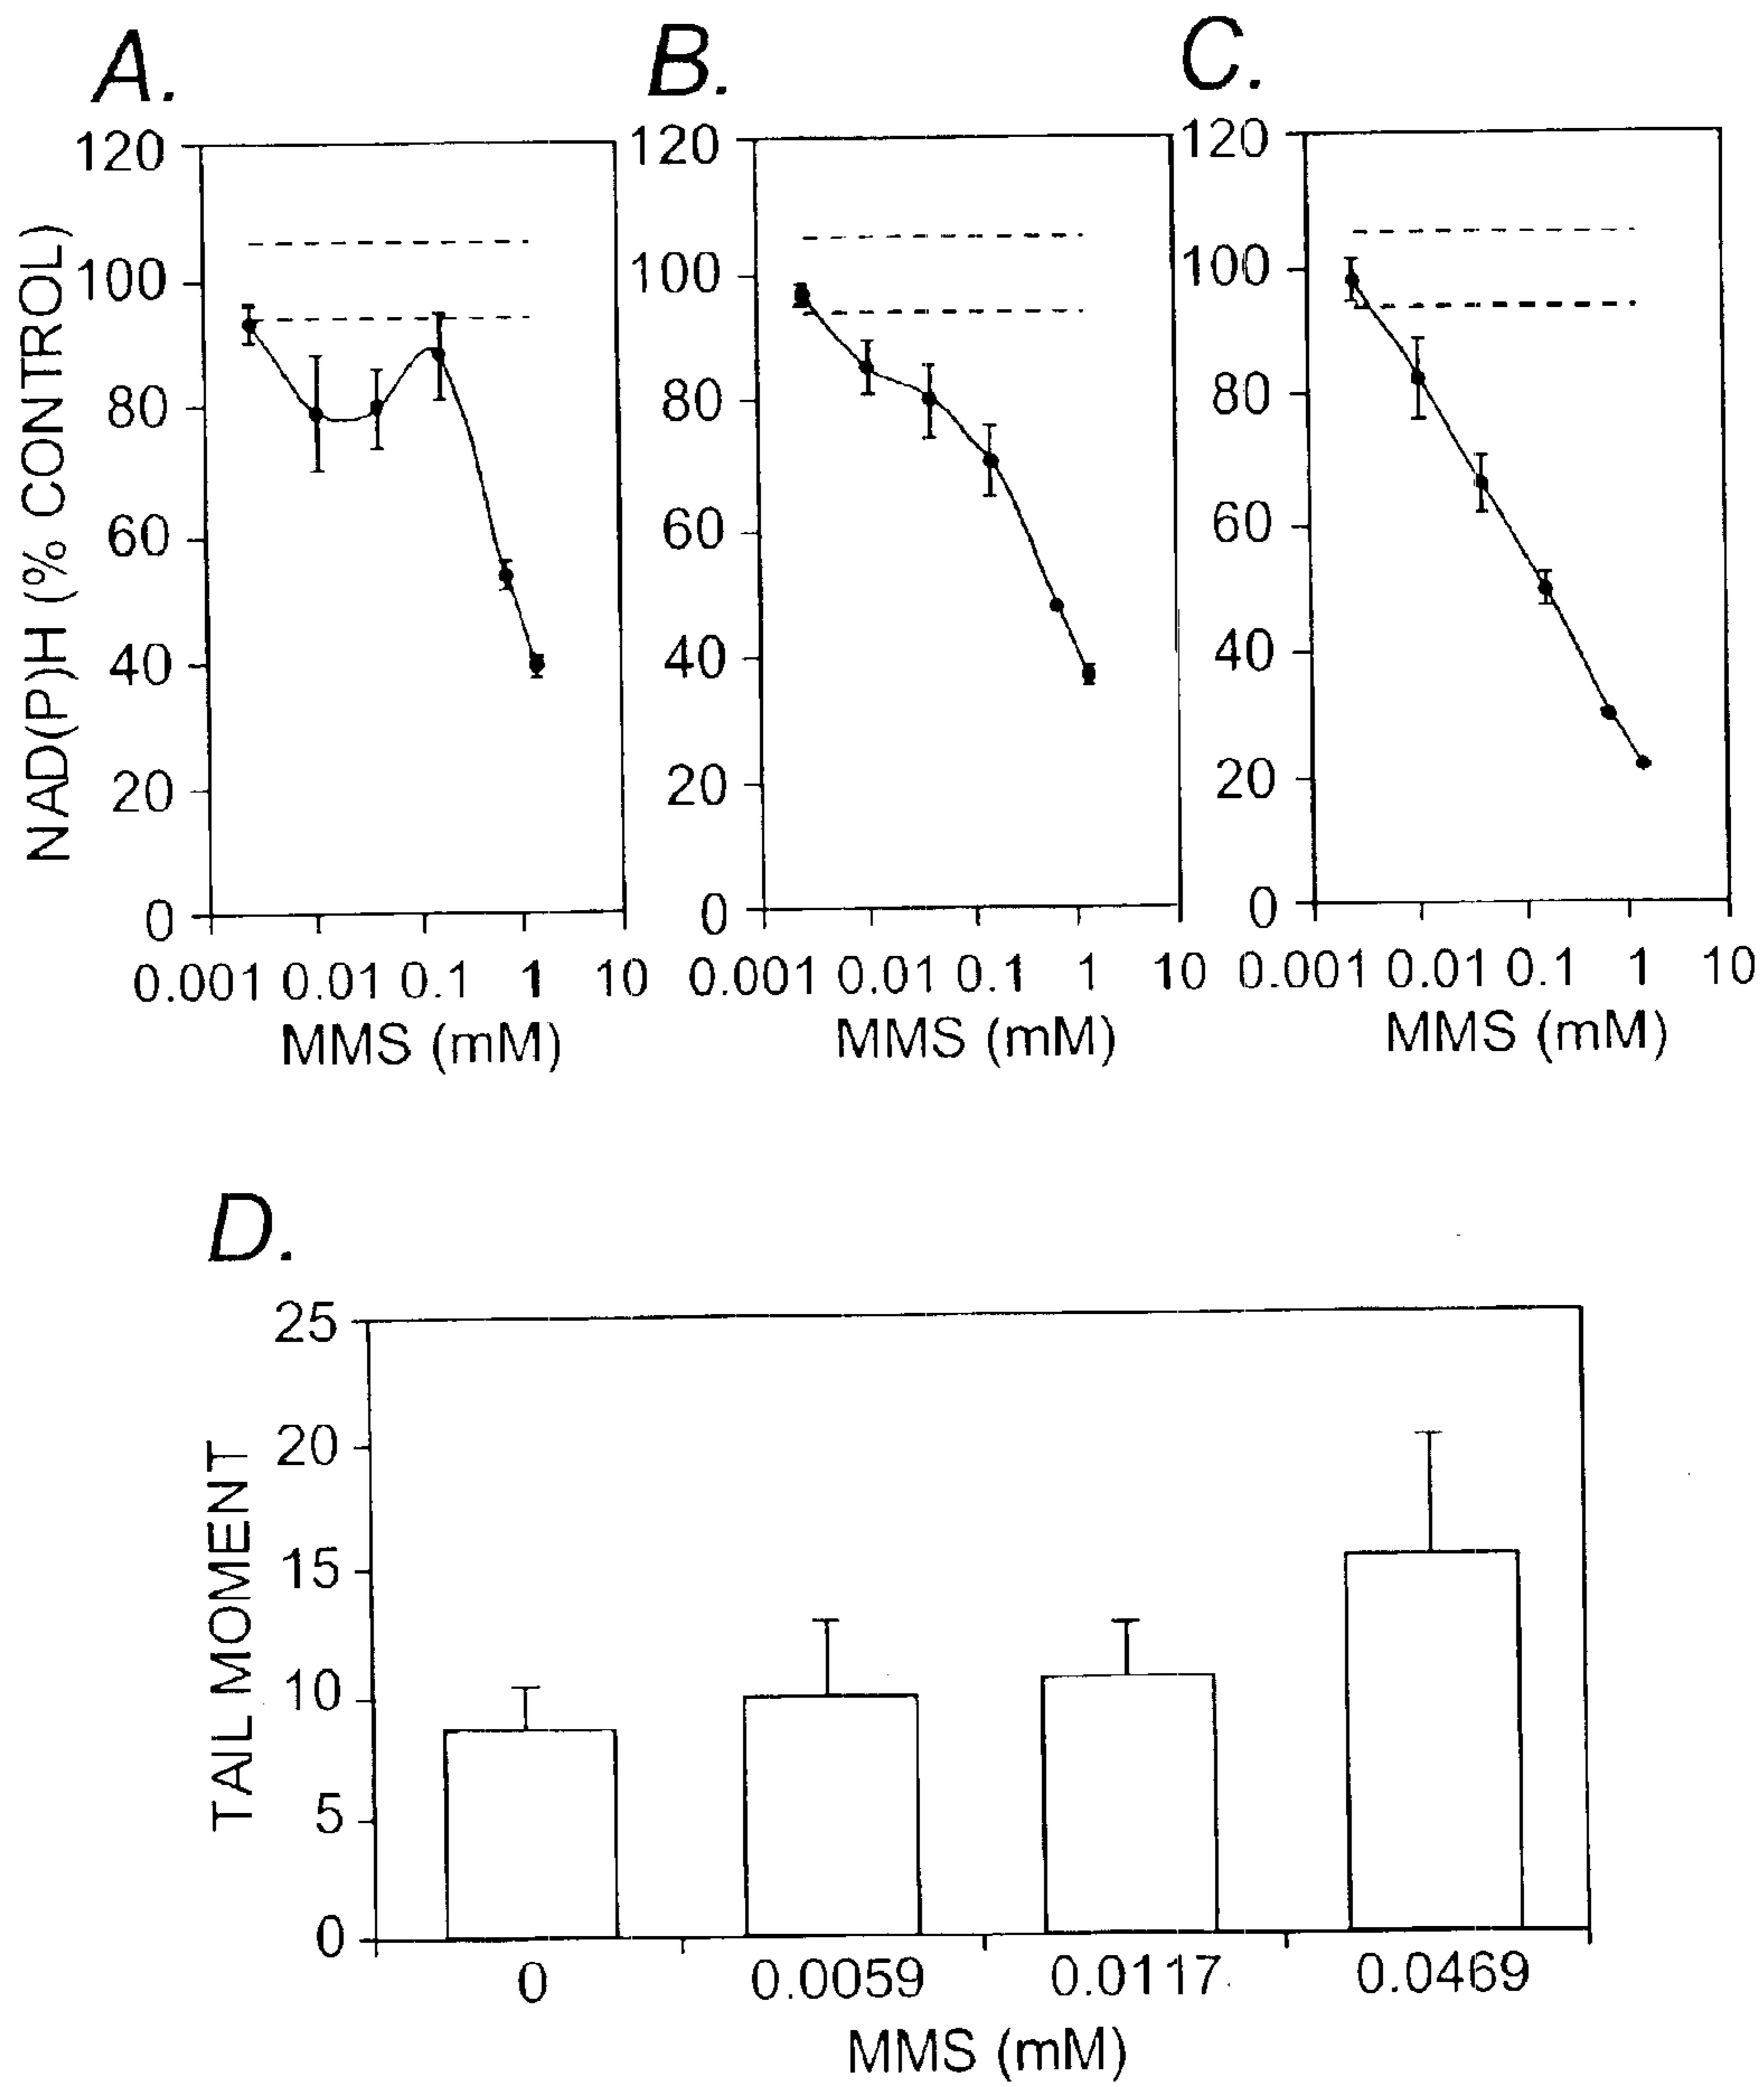 A. B. C.
120 120 120
100 100 100
80 80 80
60 60 60
40 40 40
20 20 20
0 0 0
NAD(P)H (% CONTROL)
0.001 0.01 0.1 1 10 0.001 0.01 0.1 1 10 0.001 0.01 0.1 1 10
MMS (mM) MMS (mM) MMS (mM)
D.
25
20
15
10
5
0
TAIL MOMENT
0 0.0059 0.0117 0.0469
MMS (mM)